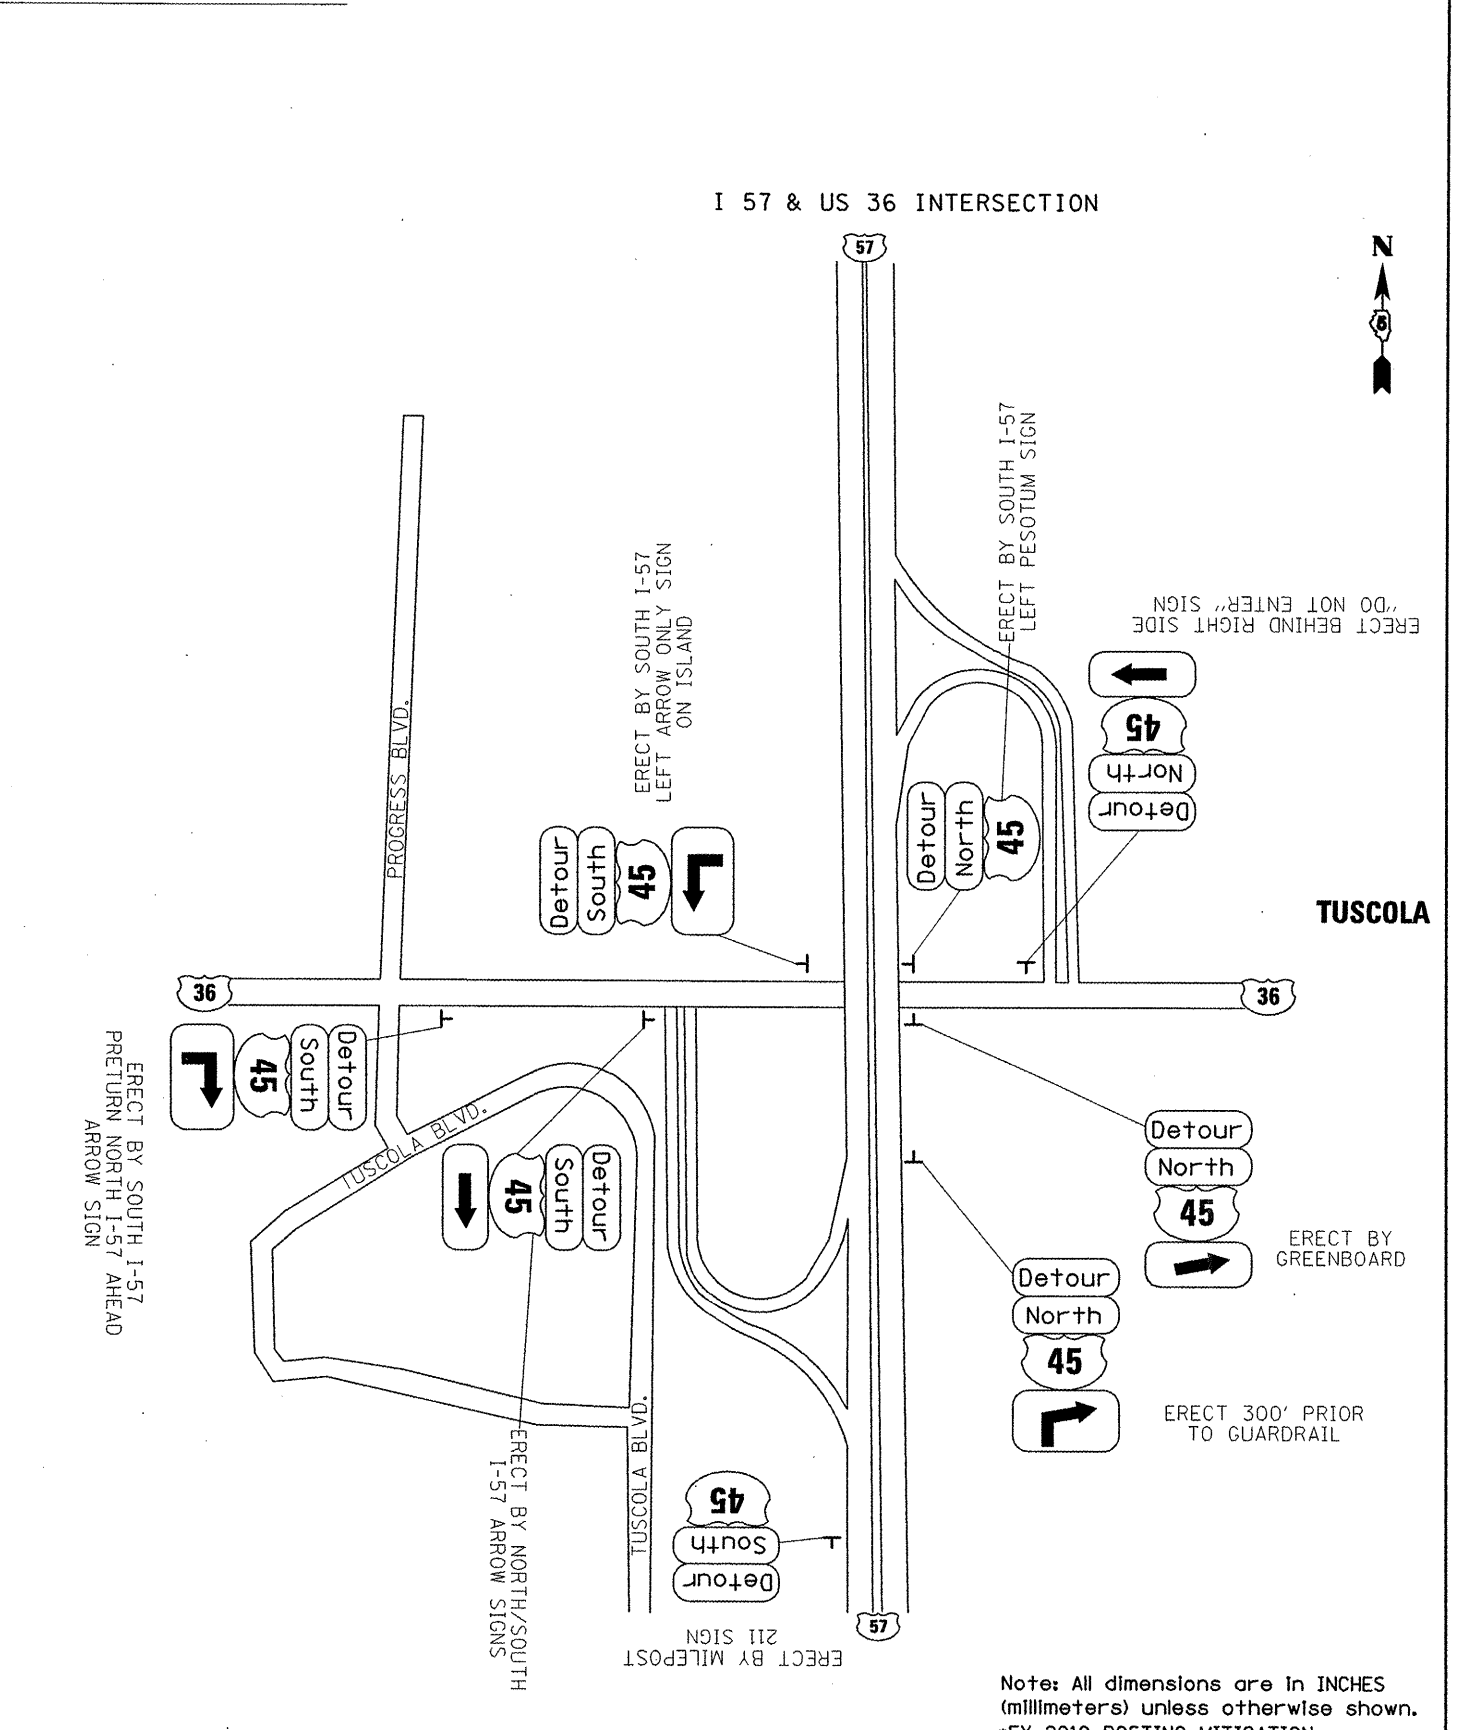 I 57 & US 36 INTERSECTION
57
N
5
ERECT BY SOUTH I-57
LEFT PESOTUM SIGN
ERECT BY SOUTH I-57
LEFT ARROW ONLY SIGN
ON ISLAND
ERECT BEHIND RIGHT SIDE
"DO NOT ENTER" SIGN
45
North
Detour
PROGRESS BLVD.
Detour
North
45
Detour
South
45
TUSCOLA
36
36
Detour
South
45
ERECT BY SOUTH I-57
PRETURN NORTH I-57 AHEAD
ARROW SIGN
TUSCOLA BLVD.
Detour
South
45
Detour
North
45
ERECT BY
GREENBOARD
Detour
North
45
ERECT 300' PRIOR
TO GUARDRAIL
TUSCOLA BLVD.
ERECT BY NORTH/SOUTH
I-57 ARROW SIGNS
45
South
Detour
ERECT BY MILEPOST
211 SIGN
57
Note: All dimensions are in INCHES
(millimeters) unless otherwise shown.